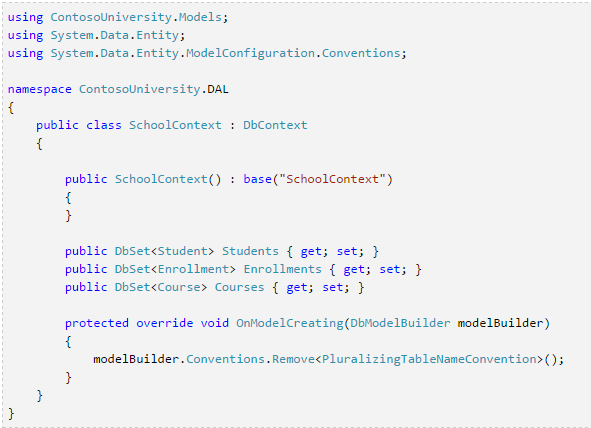 using ContosoUniversity.Models;
using System.Data.Entity;
using System.Data.Entity.ModelConfiguration.Conventions;

namespace ContosoUniversity.DAL
{
    public class SchoolContext : DbContext
    {

        public SchoolContext() : base("SchoolContext")
        {
        }

        public DbSet<Student> Students { get; set; }
        public DbSet<Enrollment> Enrollments { get; set; }
        public DbSet<Course> Courses { get; set; }

        protected override void OnModelCreating(DbModelBuilder modelBuilder)
        {
            modelBuilder.Conventions.Remove<PluralizingTableNameConvention>();
        }
    }
}